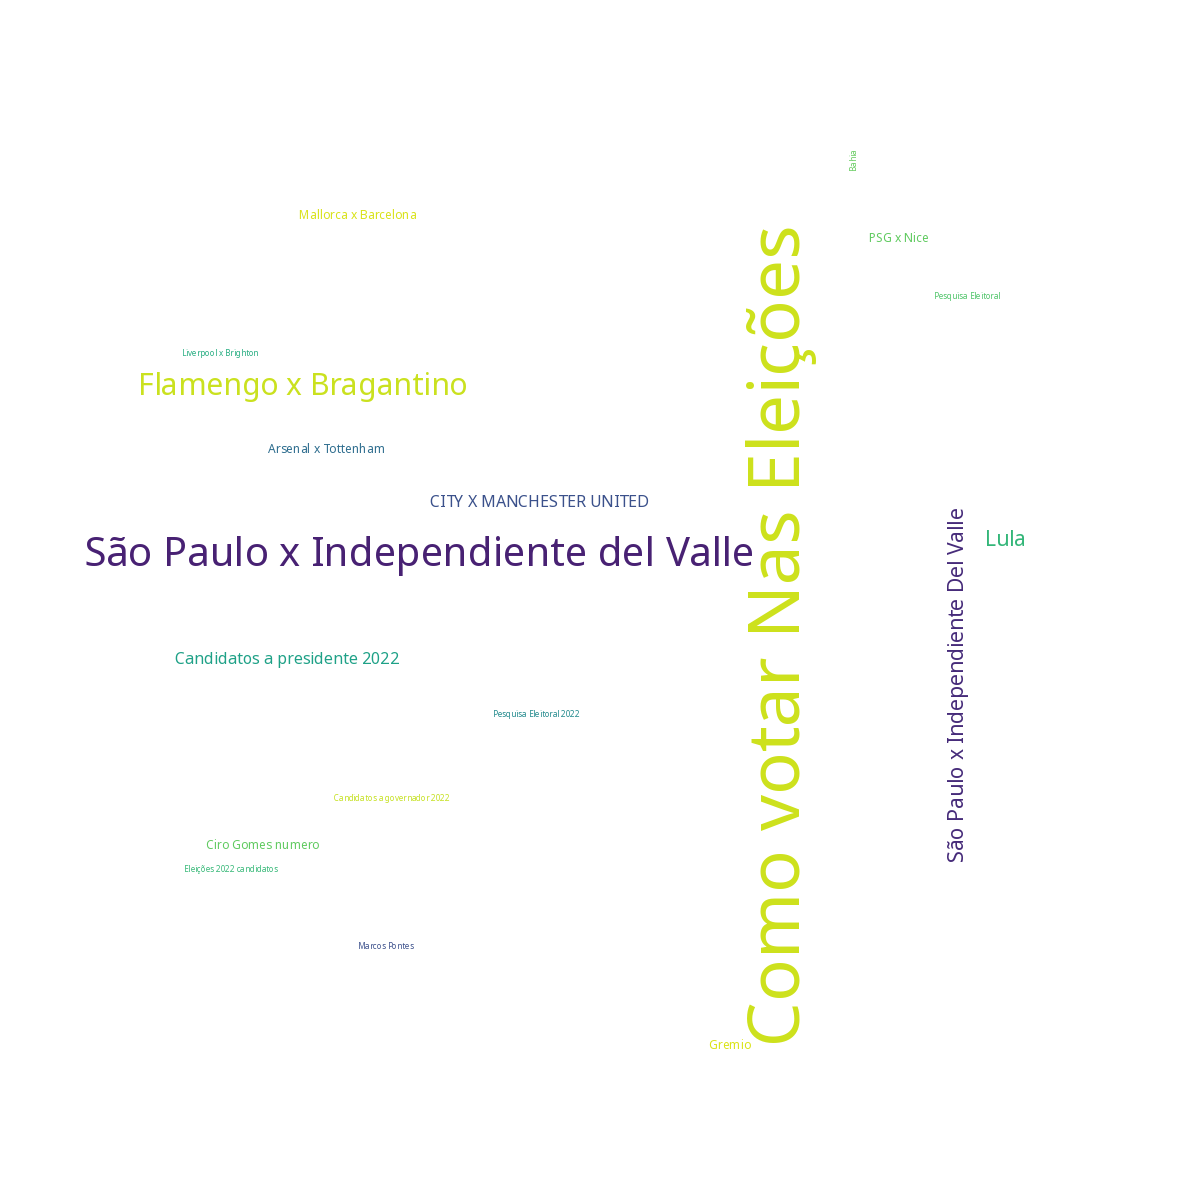 Bahia
Mallorca x Barcelona
PSG x Nice
Pesquisa Eleitoral
Liverpool x Brighton
Flamengo x Bragantino
Arsenal x Tottenham
CITY X MANCHESTER UNITED
São Paulo x Independiente del Valle
Como votar Nas Eleições
São Paulo x Independiente Del Valle
Lula
Candidatos a presidente 2022
Pesquisa Eleitoral 2022
Candidatos a governador 2022
Ciro Gomes numero
Eleições 2022 candidatos
Marcos Pontes
Gremio